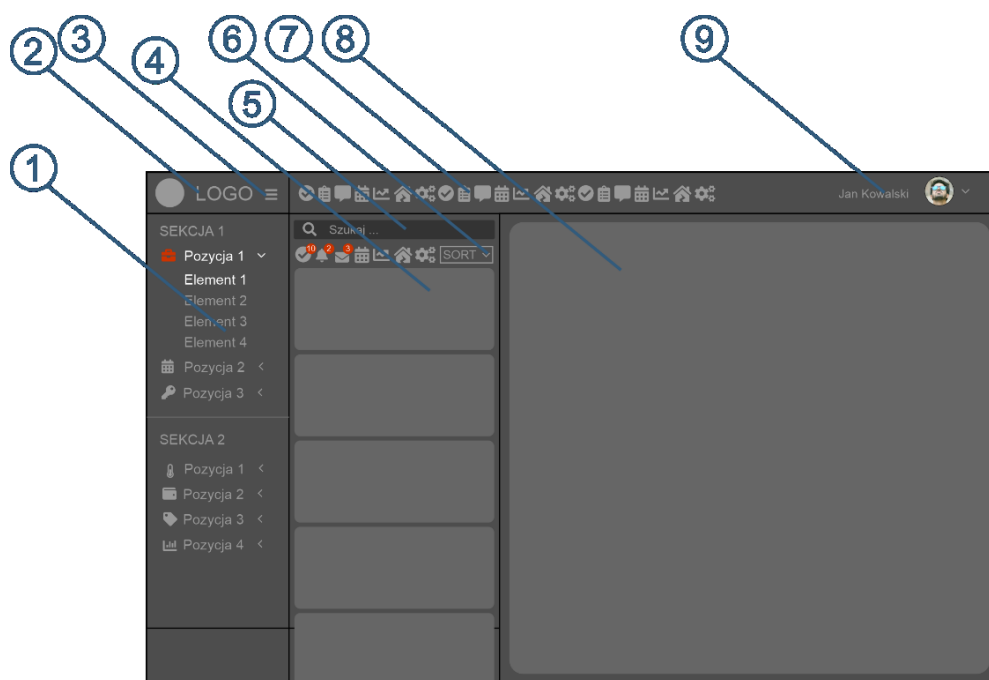 2 3 4 5 6 7 8 9
1
LOGO
Jan Kowalski
SEKCJA 1
Szukaj ...
Pozycja 1
10 2 3 SORT
Element 1
Element 2
Element 3
Element 4
Pozycja 2
Pozycja 3
SEKCJA 2
Pozycja 1
Pozycja 2
Pozycja 3
Pozycja 4